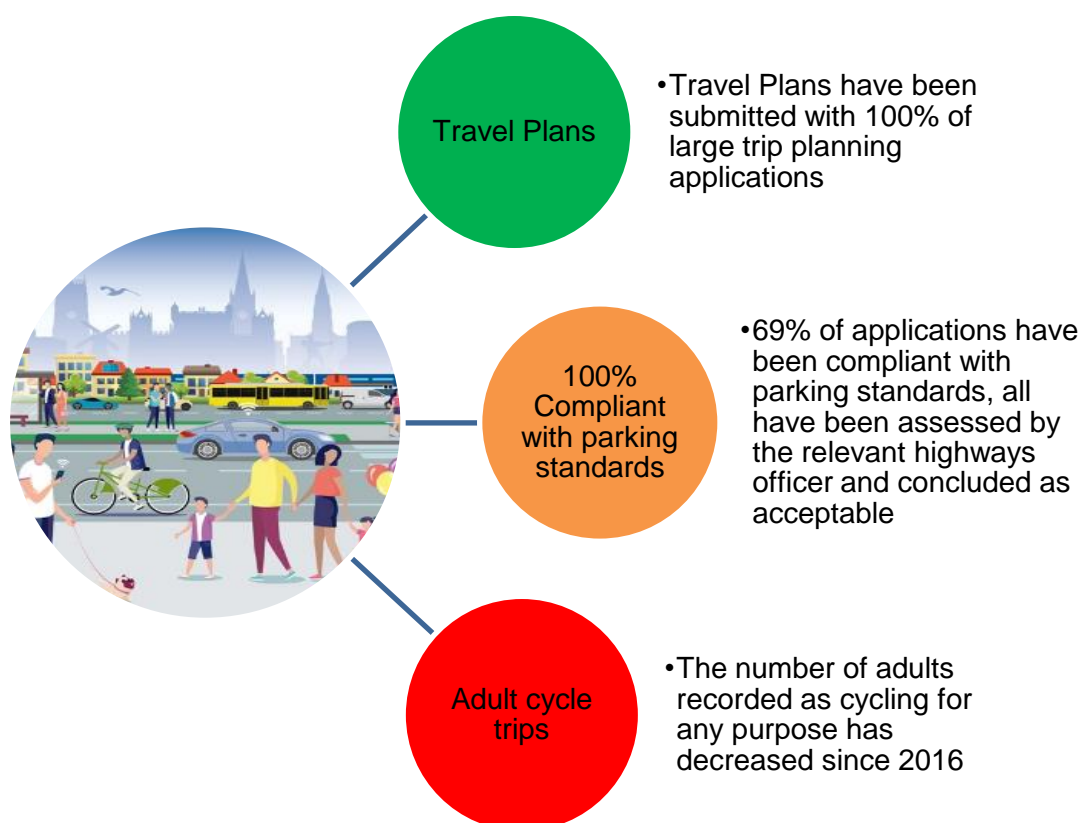 Travel Plans
•Travel Plans have been
submitted with 100% of
large trip planning
applications
100%
Compliant
with parking
standards
•69% of applications have
been compliant with
parking standards, all
have been assessed by
the relevant highways
officer and concluded as
acceptable
Adult cycle
trips
•The number of adults
recorded as cycling for
any purpose has
decreased since 2016